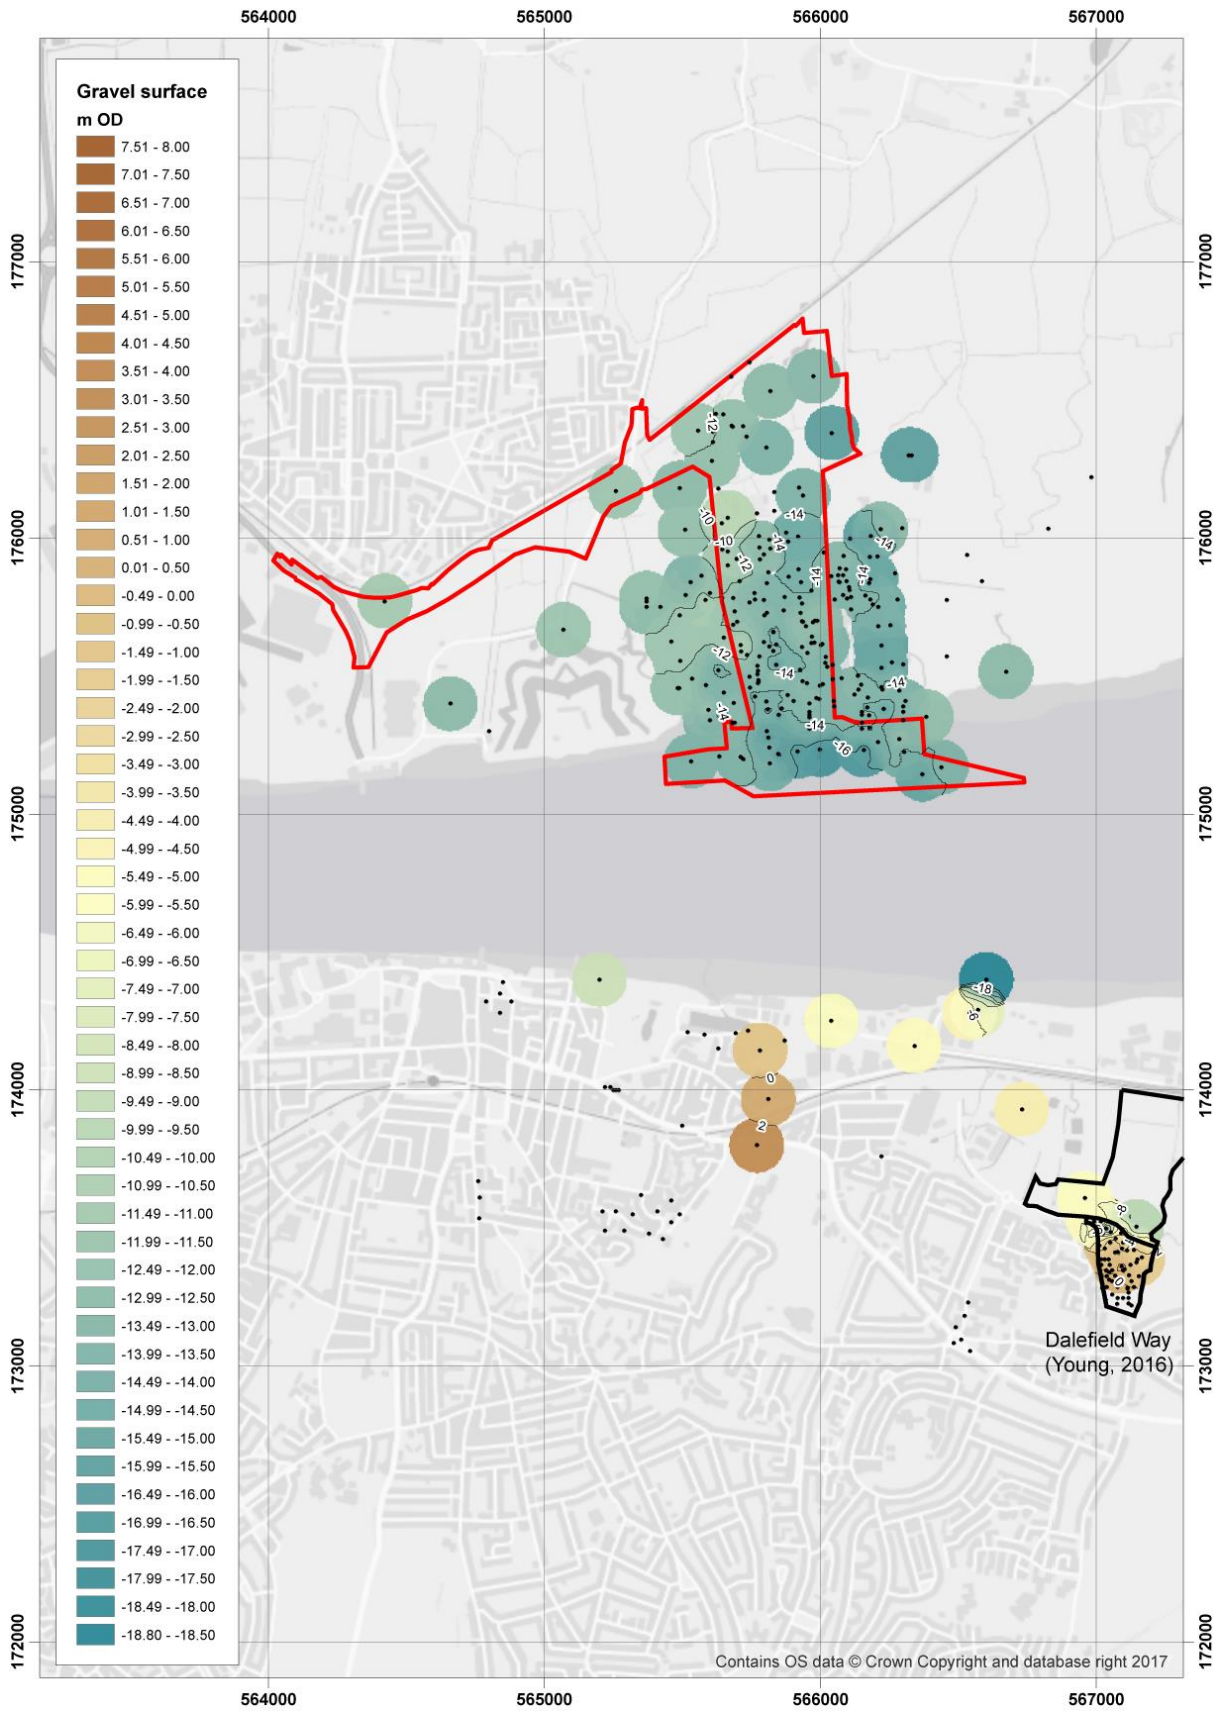 564000 565000 566000 567000
Gravel surface
m OD
7.51 - 8.00
7.01 - 7.50
6.51 - 7.00
6.01 - 6.50
5.51 - 6.00
5.01 - 5.50
4.51 - 5.00
4.01 - 4.50
3.51 - 4.00
3.01 - 3.50
2.51 - 3.00
2.01 - 2.50
1.51 - 2.00
1.01 - 1.50
0.51 - 1.00
0.01 - 0.50
-0.49 - 0.00
-0.99 - -0.50
-1.49 - -1.00
-1.99 - -1.50
-2.49 - -2.00
-2.99 - -2.50
-3.49 - -3.00
-3.99 - -3.50
-4.49 - -4.00
-4.99 - -4.50
-5.49 - -5.00
-5.99 - -5.50
-6.49 - -6.00
-6.99 - -6.50
-7.49 - -7.00
-7.99 - -7.50
-8.49 - -8.00
-8.99 - -8.50
-9.49 - -9.00
-9.99 - -9.50
-10.49 - -10.00
-10.99 - -10.50
-11.49 - -11.00
-11.99 - -11.50
-12.49 - -12.00
-12.99 - -12.50
-13.49 - -13.00
-13.99 - -13.50
-14.49 - -14.00
-14.99 - -14.50
-15.49 - -15.00
-15.99 - -15.50
-16.49 - -16.00
-16.99 - -16.50
-17.49 - -17.00
-17.99 - -17.50
-18.49 - -18.00
-18.80 - -18.50
177000 177000
-12
-10
-14
176000 176000
-10
-14
-14
-12
-14
-14
-12
-14
-14
-14
-14
-16
175000 175000
-18
-6
0
174000 174000
2
-8
0
Dalefield Way
(Young, 2016)
173000 173000
172000 172000
Contains OS data © Crown Copyright and database right 2017
564000 565000 566000 567000